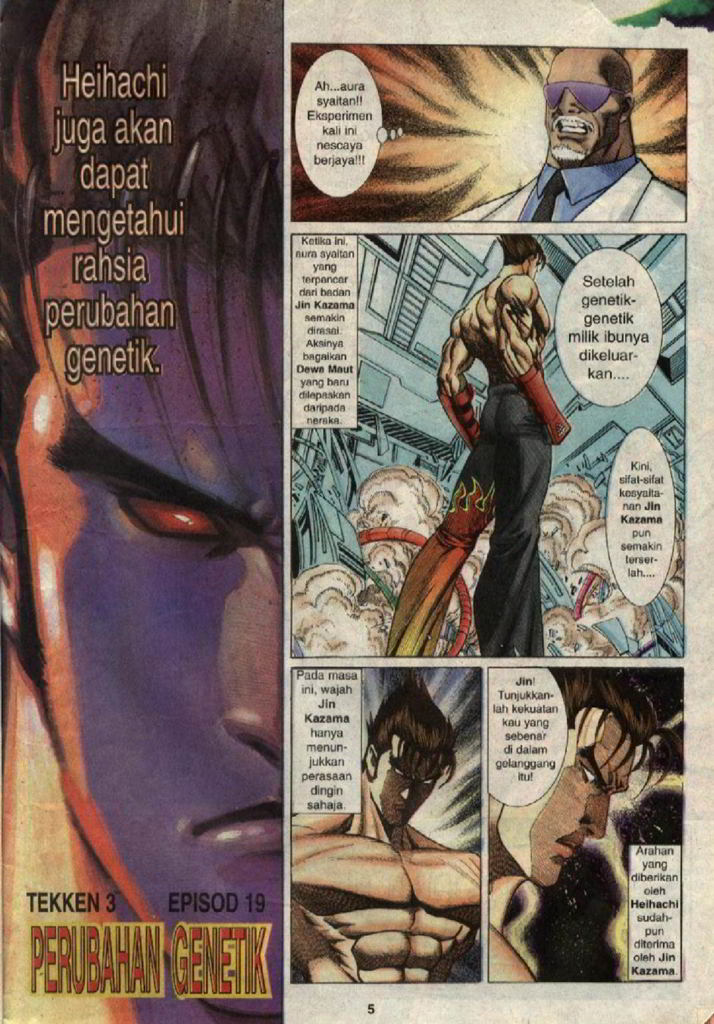 Heihachi
juga akan
dapat
mengetahui
rahsia
perubahan
genetik.
TEKKEN 3 EPISOD 19
PERUBAHAN GENETIK
Ah...aura
syaitan!!
Eksperimen
kali ini
nescaya
berjaya!!!
Ketika ini,
aura syaitan
yang
terpancar
dari badan
Jin Kazama
semakin
dirasai.
Aksinya
bagaikan
Dewa Maut
yang baru
dilepaskan
daripada
neraka.
Setelah
genetik-
genetik
milik ibunya
dikeluar-
kan....
Kini,
sifat-sifat
kesyaita-
nan Jin
Kazama
pun
semakin
terser-
lah....
Pada masa
ini, wajah
Jin
Kazama
hanya
menun-
jukkan
perasaan
dingin
sahaja.
Jin!
Tunjukkan-
lah kekuatan
kau yang
sebenar
di dalam
gelanggang
itu!
Arahan
yang
diberikan
oleh
Heihachi
sudah-
pun
diterima
oleh Jin
Kazama.
5